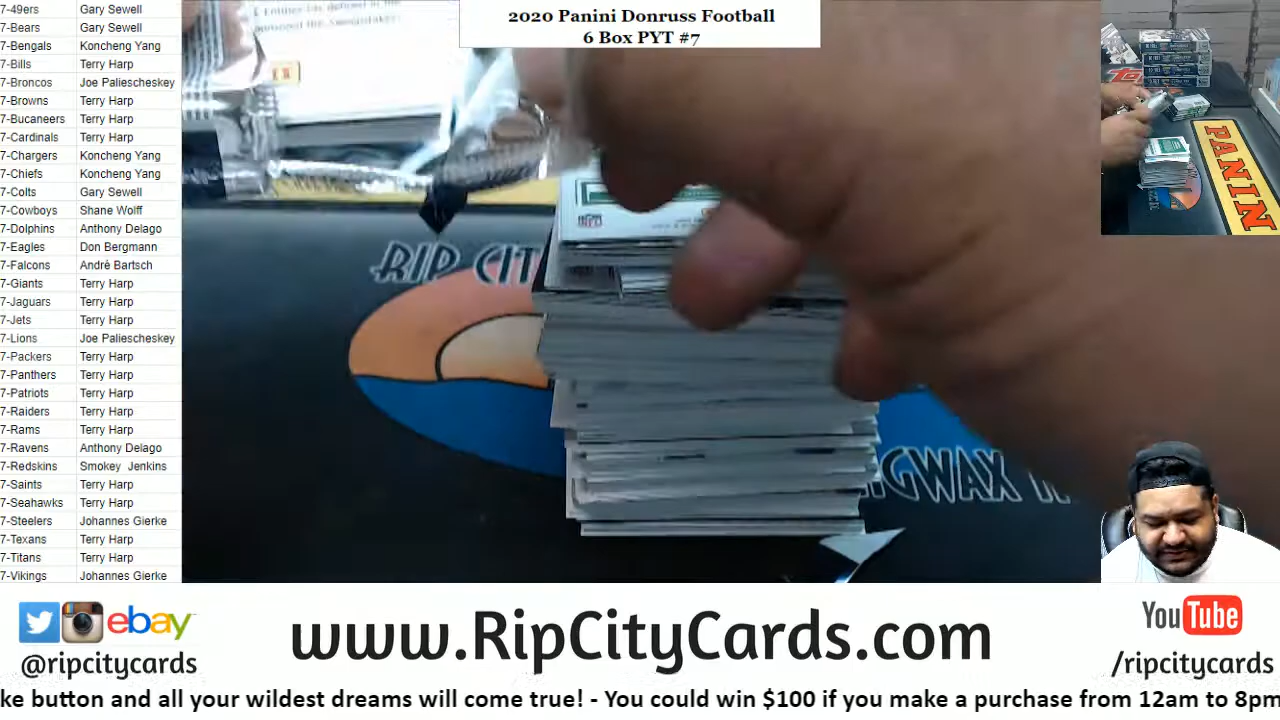 7-49ers Gary Sewell
7-Bears Gary Sewell
7-Bengals Koncheng Yang
7-Bills Terry Harp
7-Broncos Joe Paliescheskey
7-Browns Terry Harp
7-Bucaneers Terry Harp
7-Cardinals Terry Harp
7-Chargers Koncheng Yang
7-Chiefs Koncheng Yang
7-Colts Gary Sewell
7-Cowboys Shane Wolff
7-Dolphins Anthony Delago
7-Eagles Don Bergmann
7-Falcons Andrè Bartsch
7-Giants Terry Harp
7-Jaguars Terry Harp
7-Jets Terry Harp
7-Lions Joe Paliescheskey
7-Packers Terry Harp
7-Panthers Terry Harp
7-Patriots Terry Harp
7-Raiders Terry Harp
7-Rams Terry Harp
7-Ravens Anthony Delago
7-Redskins Smokey Jenkins
7-Saints Terry Harp
7-Seahawks Terry Harp
7-Steelers Johannes Gierke
7-Texans Terry Harp
7-Titans Terry Harp
7-Vikings Johannes Gierke
2020 Panini Donruss Football
6 Box PYT #7
RIP CIT
IGWAX
PANIN
ebay
@ripcitycards
www.RipCityCards.com
YouTube
/ripcitycards
ke button and all your wildest dreams will come true! - You could win $100 if you make a purchase from 12am to 8pm